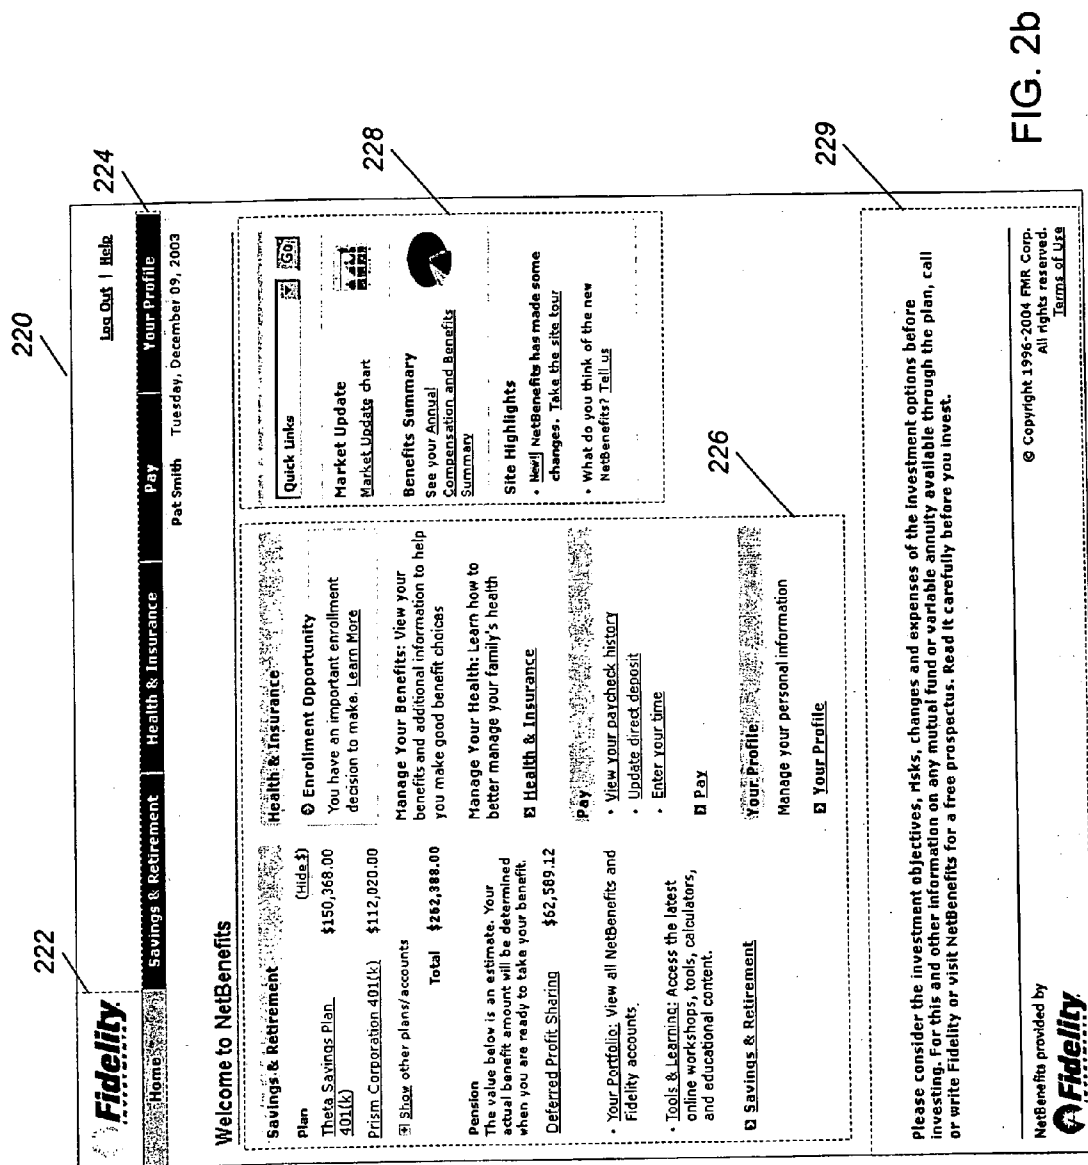 220
222
Fidelity
INVESTMENTS
Log Out | Help
224
Home
Savings & Retirement
Health & Insurance
Pay
Your Profile
Pat Smith Tuesday, December 09, 2003
Welcome to NetBenefits
Savings & Retirement
Plan (Hide $)
Theta Savings Plan $150,368.00
401(k)
Prism Corporation 401(k) $112,020.00
Show other plans/accounts
Total $262,388.00
Pension
The value below is an estimate. Your
actual benefit amount will be determined
when you are ready to take your benefit.
Deferred Profit Sharing $62,589.12
• Your Portfolio: View all NetBenefits and
Fidelity accounts.
• Tools & Learning: Access the latest
online workshops, tools, calculators,
and educational content.
Savings & Retirement
Health & Insurance
Enrollment Opportunity
You have an important enrollment
decision to make. Learn More
Manage Your Benefits: View your
benefits and additional information to help
you make good benefit choices
Manage Your Health: Learn how to
better manage your family's health
Health & Insurance
Pay
• View your paycheck history
• Update direct deposit
• Enter your time
Pay
Your Profile
Manage your personal information
Your Profile
226
Quick Links
Go
Market Update
Market Update chart
Benefits Summary
See your Annual
Compensation and Benefits
Summary
Site Highlights
• New! NetBenefits has made some
changes. Take the site tour
• What do you think of the new
NetBenefits? Tell us
228
Please consider the investment objectives, risks, changes and expenses of the investment options before
investing. For this and other information on any mutual fund or variable annuity available through the plan, call
or write Fidelity or visit NetBenefits for a free prospectus. Read it carefully before you invest.
229
NetBenefits provided by
Fidelity
INVESTMENTS
© Copyright 1996-2004 FMR Corp.
All rights reserved.
Terms of Use
FIG. 2b